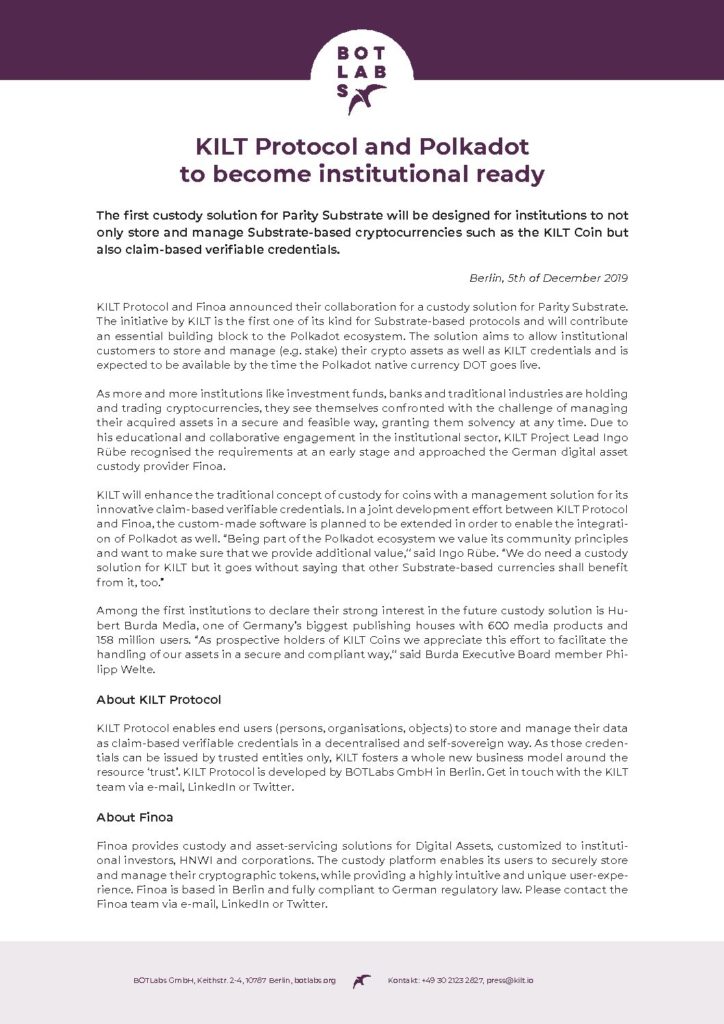 BOT
LAB
S
KILT Protocol and Polkadot
to become institutional ready
The first custody solution for Parity Substrate will be designed for institutions to not
only store and manage Substrate-based cryptocurrencies such as the KILT Coin but
also claim-based verifiable credentials.
Berlin, 5th of December 2019
KILT Protocol and Finoa announced their collaboration for a custody solution for Parity Substrate.
The initiative by KILT is the first one of its kind for Substrate-based protocols and will contribute
an essential building block to the Polkadot ecosystem. The solution aims to allow institutional
customers to store and manage (e.g. stake) their crypto assets as well as KILT credentials and is
expected to be available by the time the Polkadot native currency DOT goes live.
As more and more institutions like investment funds, banks and traditional industries are holding
and trading cryptocurrencies, they see themselves confronted with the challenge of managing
their acquired assets in a secure and feasible way, granting them solvency at any time. Due to
his educational and collaborative engagement in the institutional sector, KILT Project Lead Ingo
Rübe recognised the requirements at an early stage and approached the German digital asset
custody provider Finoa.
KILT will enhance the traditional concept of custody for coins with a management solution for its
innovative claim-based verifiable credentials. In a joint development effort between KILT Protocol
and Finoa, the custom-made software is planned to be extended in order to enable the integrati-
on of Polkadot as well. “Being part of the Polkadot ecosystem we value its community principles
and want to make sure that we provide additional value,“ said Ingo Rübe. “We do need a custody
solution for KILT but it goes without saying that other Substrate-based currencies shall benefit
from it, too.”
Among the first institutions to declare their strong interest in the future custody solution is Hu-
bert Burda Media, one of Germany’s biggest publishing houses with 600 media products and
158 million users. “As prospective holders of KILT Coins we appreciate this effort to facilitate the
handling of our assets in a secure and compliant way,“ said Burda Executive Board member Phi-
lipp Welte.
About KILT Protocol
KILT Protocol enables end users (persons, organisations, objects) to store and manage their data
as claim-based verifiable credentials in a decentralised and self-sovereign way. As those creden-
tials can be issued by trusted entities only, KILT fosters a whole new business model around the
resource ‘trust’. KILT Protocol is developed by BOTLabs GmbH in Berlin. Get in touch with the KILT
team via e-mail, LinkedIn or Twitter.
About Finoa
Finoa provides custody and asset-servicing solutions for Digital Assets, customized to instituti-
onal investors, HNWI and corporations. The custody platform enables its users to securely store
and manage their cryptographic tokens, while providing a highly intuitive and unique user-expe-
rience. Finoa is based in Berlin and fully compliant to German regulatory law. Please contact the
Finoa team via e-mail, LinkedIn or Twitter.
BOTLabs GmbH, Keithstr. 2-4, 10787 Berlin, botlabs.org Kontakt: +49 30 2123 2827, press@kilt.io